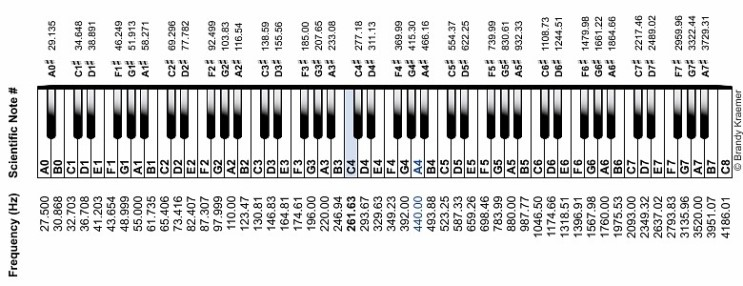 29.135
34.648
38.891
46.249
51.913
58.271
69.296
77.782
92.499
103.83
116.54
138.59
155.56
185.00
207.65
233.08
277.18
311.13
369.99
415.30
466.16
554.37
622.25
739.99
830.61
932.33
1108.73
1244.51
1479.98
1661.22
1864.66
2217.46
2489.02
2959.96
3322.44
3729.31
A0#
C1#
D1#
F1#
G1#
A1#
C2#
D2#
F2#
G2#
A2#
C3#
D3#
F3#
G3#
A3#
C4#
D4#
F4#
G4#
A4#
C5#
D5#
F5#
G5#
A5#
C6#
D6#
F6#
G6#
A6#
C7#
D7#
F7#
G7#
A7#
Scientific Note #
A0
B0
C1
D1
E1
F1
G1
A1
B1
C2
D2
E2
F2
G2
A2
B2
C3
D3
E3
F3
G3
A3
B3
C4
D4
E4
F4
G4
A4
B4
C5
D5
E5
F5
G5
A5
B5
C6
D6
E6
F6
G6
A6
B6
C7
D7
E7
F7
G7
A7
B7
C8
Frequency (Hz)
27.500
30.868
32.703
36.708
41.203
43.654
48.999
55.000
61.735
65.406
73.416
82.407
87.307
97.999
110.00
123.47
130.81
146.83
164.81
174.61
196.00
220.00
246.94
261.63
293.67
329.63
349.23
392.00
440.00
493.88
523.25
587.33
659.26
698.46
783.99
880.00
987.77
1046.50
1174.66
1318.51
1396.91
1567.98
1760.00
1975.53
2093.00
2349.32
2637.02
2793.83
3135.96
3520.00
3951.07
4186.01
© Brandy Kraemer